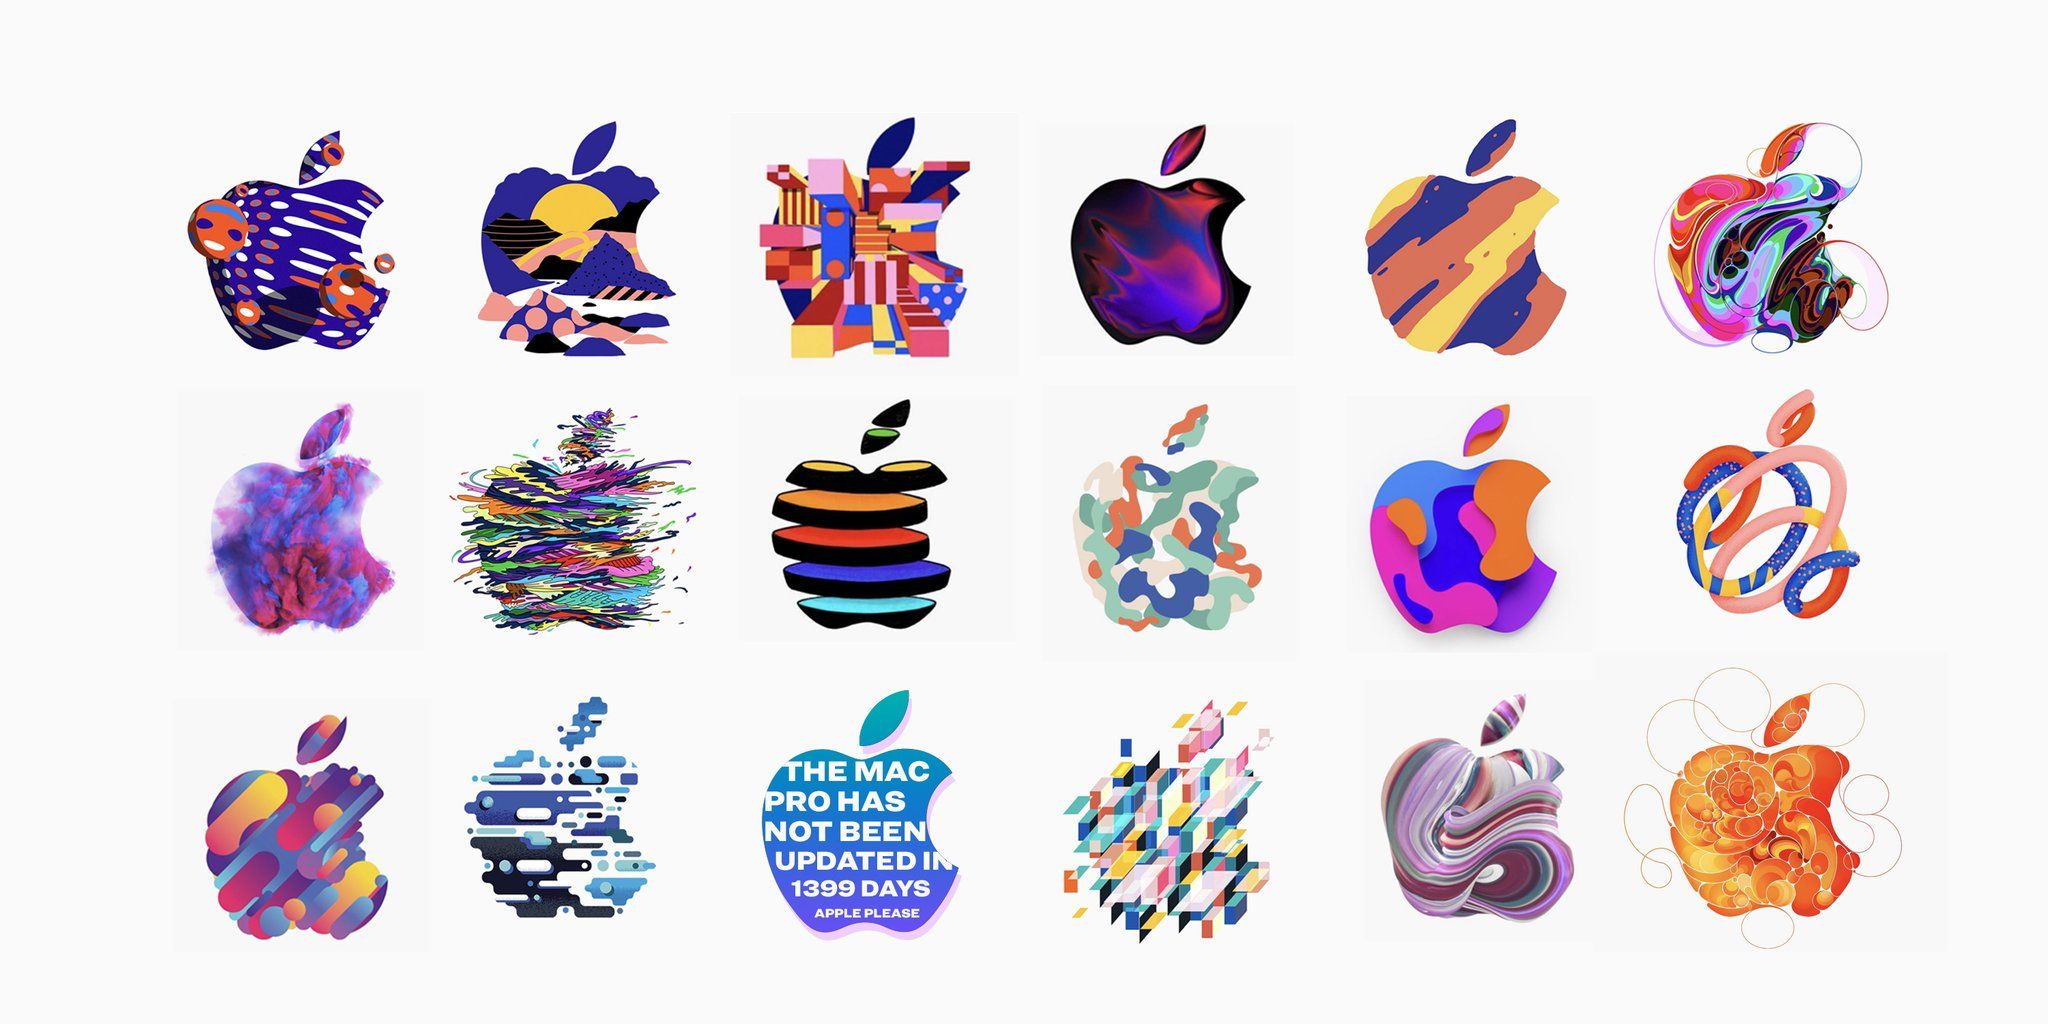 THE MAC
PRO HAS
NOT BEEN
UPDATED IN
1399 DAYS
APPLE PLEASE